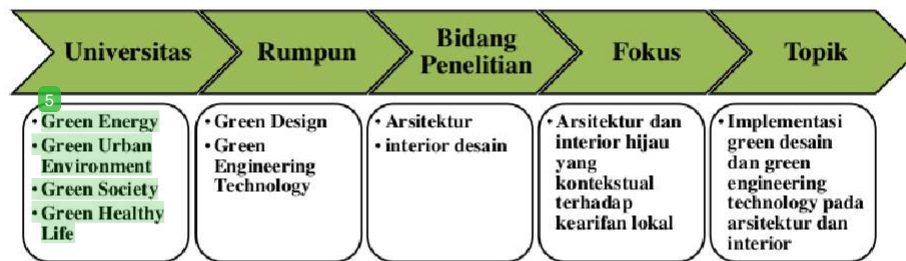 Universitas
Rumpun
Bidang
Penelitian
Fokus
Topik
5
• Green Energy
• Green Urban
Environment
• Green Society
• Green Healthy
Life
• Green Design
• Green
Engineering
Technology
• Arsitektur
• interior desain
• Arsitektur dan
interior hijau
yang
kontekstual
terhadap
kearifan lokal
• Implementasi
green desain
dan green
engineering
technology pada
arsitektur dan
interior